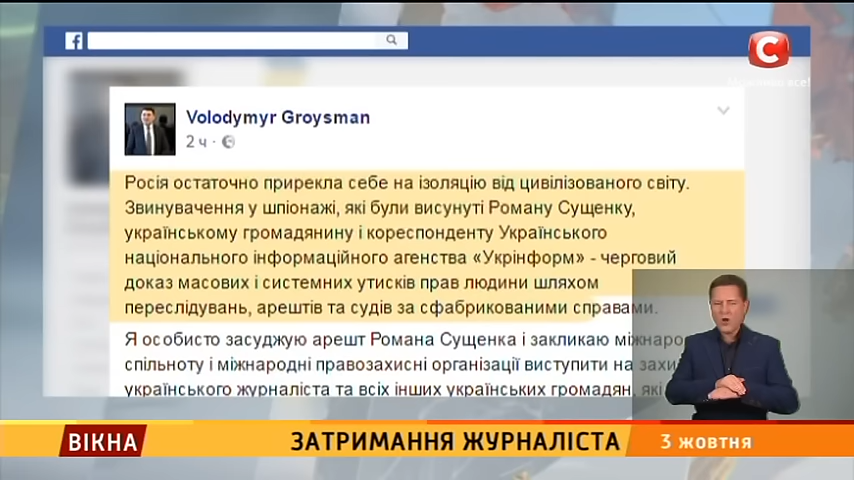 Volodymyr Groysman
2 ч ·
Росія остаточно прирекла себе на ізоляцію від цивілізованого світу.
Звинувачення у шпіонажі, які були висунуті Роману Сущенку,
українському громадянину і кореспонденту Українського
національного інформаційного агенства «Укрінформ» - черговий
доказ масових і системних утисків прав людини шляхом
переслідувань, арештів та судів за сфабрикованими справами.
Я особисто засуджую арешт Романа Сущенка і закликаю
спільноту і міжнародні правозахисні організації виступити на
українського журналіста та всіх інших українських громадян, які
ВІКНА
ЗАТРИМАННЯ ЖУРНАЛІСТА
3 жовтня